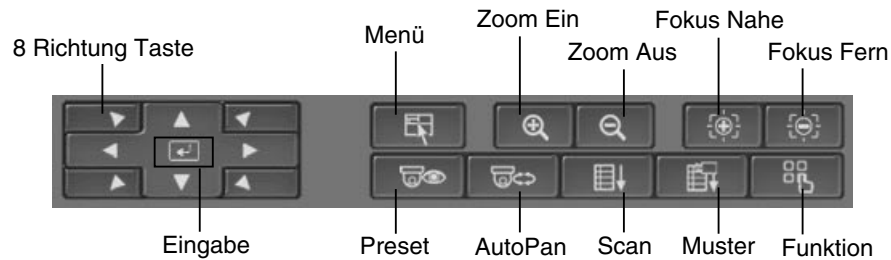 Zoom Ein
Fokus Nahe
Menü
8 Richtung Taste
Zoom Aus
Fokus Fern
Eingabe
Preset
AutoPan
Scan
Muster
Funktion